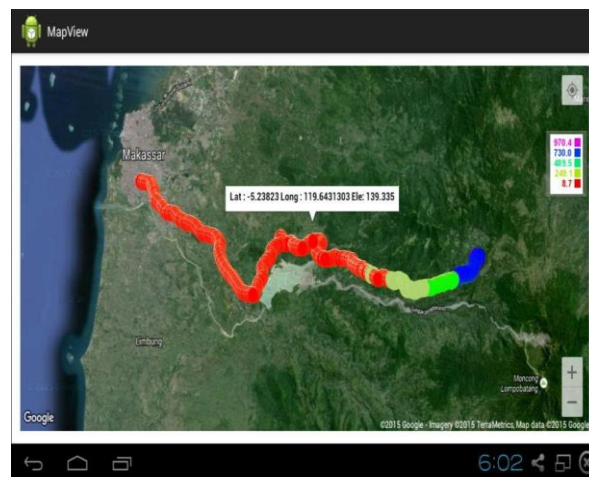 MapView
970.4
730.0
489.5
249.1
8.7
Makassar
Lat : -5.23823 Long : 119.6431303 Ele: 139.335
Limbung
Moncong
Lompobatang
+
−
Google
©2015 Google - Imagery ©2015 TerraMetrics, Map data ©2015 Google
6:02